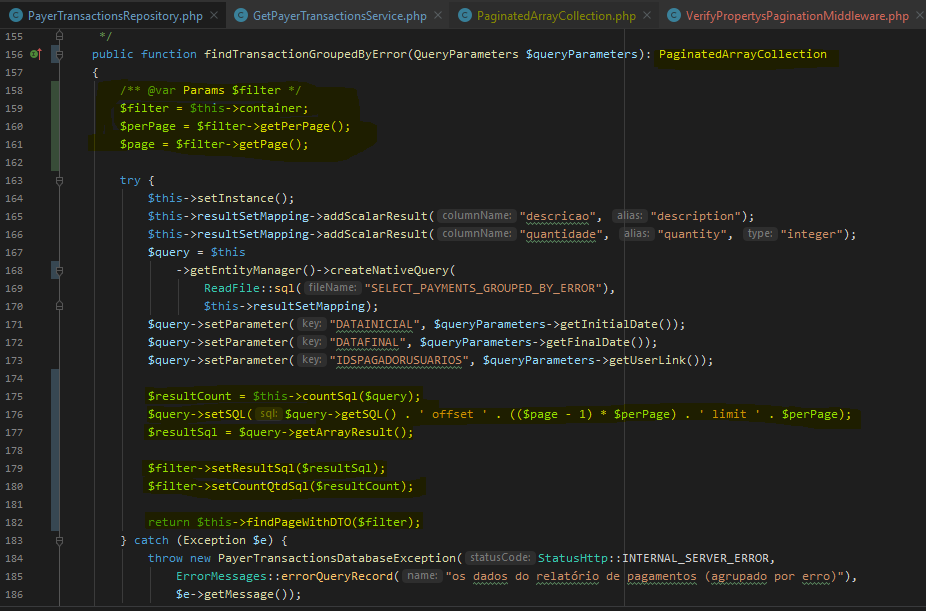 PayerTransactionsRepository.php × GetPayerTransactionsService.php × PaginatedArrayCollection.php × VerifyPropertysPaginationMiddleware.php ×
155 */
156 public function findTransactionGroupedByError(QueryParameters $queryParameters): PaginatedArrayCollection
157 {
158 /** @var Params $filter */
159 $filter = $this->container;
160 $perPage = $filter->getPerPage();
161 $page = $filter->getPage();
162
163 try {
164 $this->setInstance();
165 $this->resultSetMapping->addScalarResult( columnName: "descricao", alias: "description");
166 $this->resultSetMapping->addScalarResult( columnName: "quantidade", alias: "quantity", type: "integer");
167 $query = $this
168 ->getEntityManager()->createNativeQuery(
169 ReadFile::sql( fileName: "SELECT_PAYMENTS_GROUPED_BY_ERROR"),
170 $this->resultSetMapping);
171 $query->setParameter( key: "DATAINICIAL", $queryParameters->getInitialDate());
172 $query->setParameter( key: "DATAFINAL", $queryParameters->getFinalDate());
173 $query->setParameter( key: "IDSPAGADORUSUARIOS", $queryParameters->getUserLink());
174
175 $resultCount = $this->countSql($query);
176 $query->setSQL( sql: $query->getSQL() . ' offset ' . (($page - 1) * $perPage) . ' limit ' . $perPage);
177 $resultSql = $query->getArrayResult();
178
179 $filter->setResultSql($resultSql);
180 $filter->setCountQtdSql($resultCount);
181
182 return $this->findPageWithDTO($filter);
183 } catch (Exception $e) {
184 throw new PayerTransactionsDatabaseException( statusCode: StatusHttp::INTERNAL_SERVER_ERROR,
185 ErrorMessages::errorQueryRecord( name: "os dados do relatório de pagamentos (agrupado por erro)"),
186 $e->getMessage());